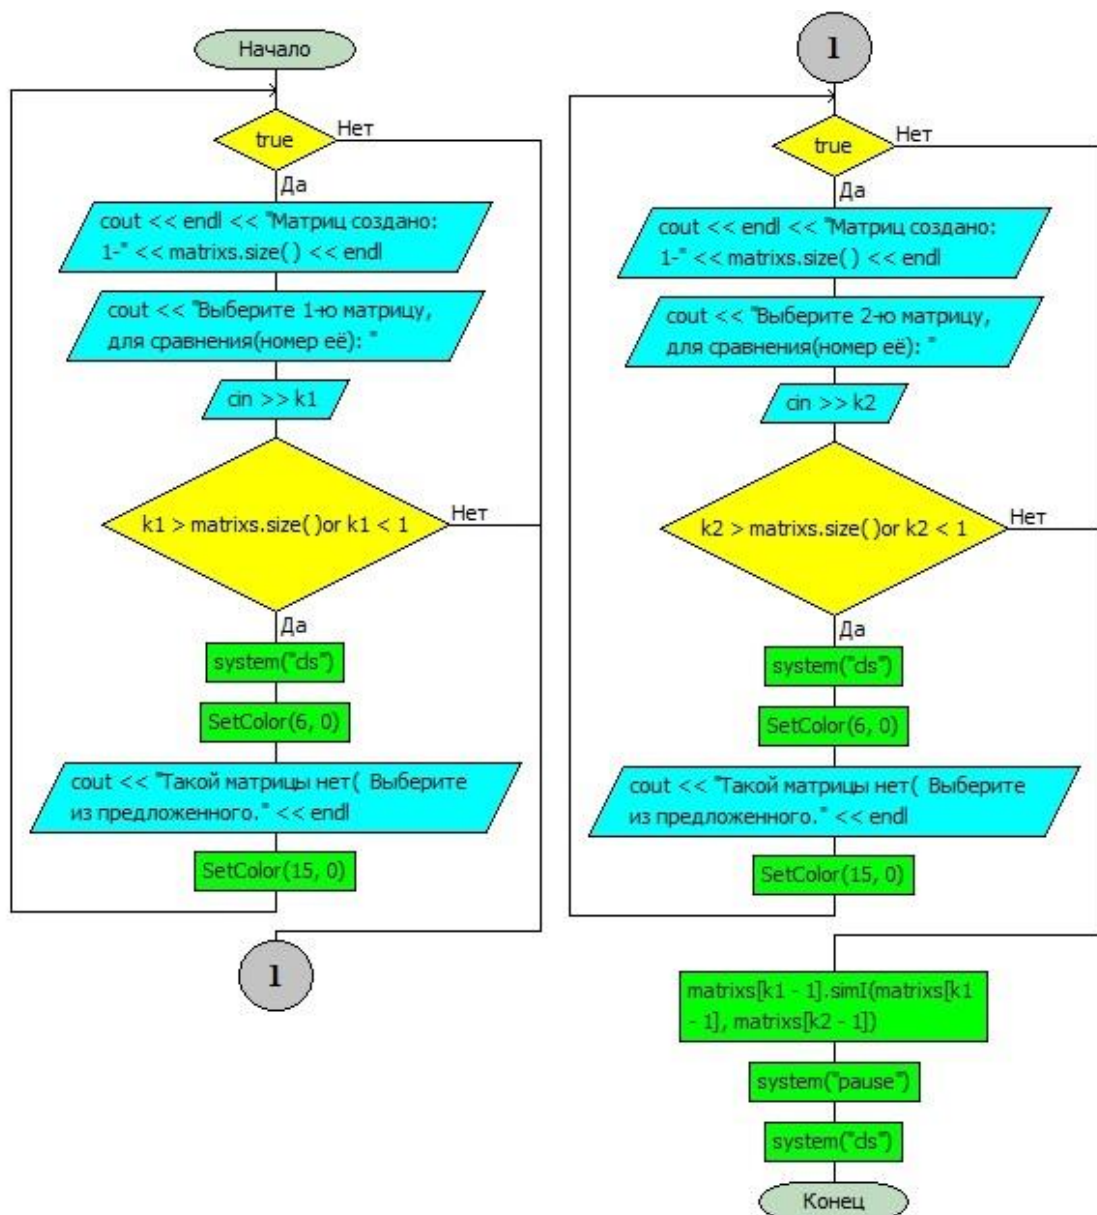 Начало
true
Нет
Да
cout << endl << "Матриц создано:
1-" << matrixs.size() << endl
cout << "Выберите 1-ю матрицу,
для сравнения(номер её): "
cin >> k1
k1 > matrixs.size()or k1 < 1
Нет
Да
system("cls")
SetColor(6, 0)
cout << "Такой матрицы нет(  Выберите
из предложенного." << endl
SetColor(15, 0)
1
1
true
Нет
Да
cout << endl << "Матриц создано:
1-" << matrixs.size() << endl
cout << "Выберите 2-ю матрицу,
для сравнения(номер её): "
cin >> k2
k2 > matrixs.size()or k2 < 1
Нет
Да
system("cls")
SetColor(6, 0)
cout << "Такой матрицы нет(  Выберите
из предложенного." << endl
SetColor(15, 0)
matrixs[k1 - 1].simI(matrixs[k1
- 1], matrixs[k2 - 1])
system("pause")
system("cls")
Конец